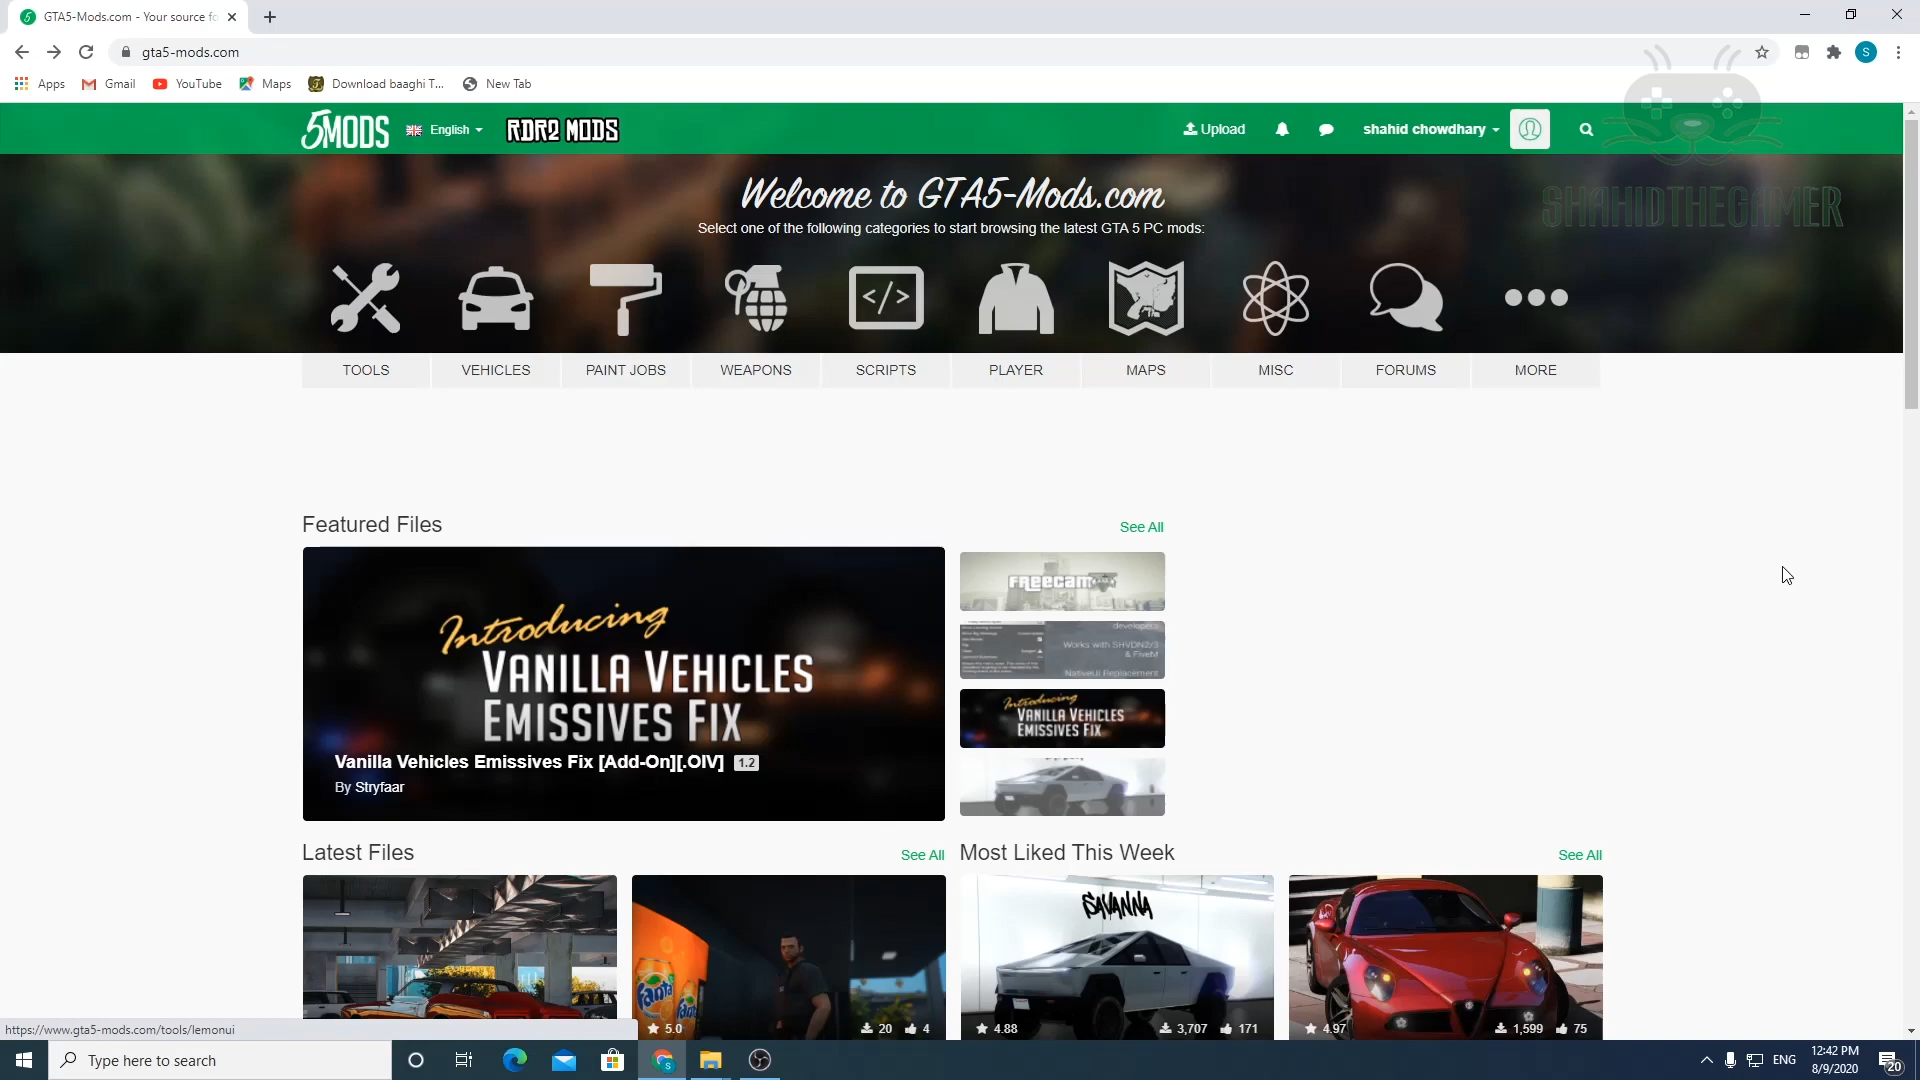 GTA5-Mods.com - Your source fo
gta5-mods.com
S
Apps
Gmail
YouTube
Maps
Download baaghi T...
New Tab
5MODS
English
RDR2 MODS
Upload
shahid chowdhary
SHAHIDTHEGAMER
Welcome to GTA5-Mods.com
Select one of the following categories to start browsing the latest GTA 5 PC mods:
TOOLS
VEHICLES
PAINT JOBS
WEAPONS
SCRIPTS
PLAYER
MAPS
MISC
FORUMS
MORE
Featured Files
See All
Introducing
VANILLA VEHICLES
EMISSIVES FIX
Vanilla Vehicles Emissives Fix [Add-On][.OIV] 1.2
By Stryfaar
FREECAM
developers
Works with SHVDN2/3
& FiveM
NativeUI Replacement
Introducing
VANILLA VEHICLES
EMISSIVES FIX
Latest Files
See All
Most Liked This Week
See All
Fanta
5.0
20
4
SAVANNA
4.88
3,707
171
4.97
1,599
75
https://www.gta5-mods.com/tools/lemonui
Type here to search
ENG
12:42 PM
8/9/2020
20